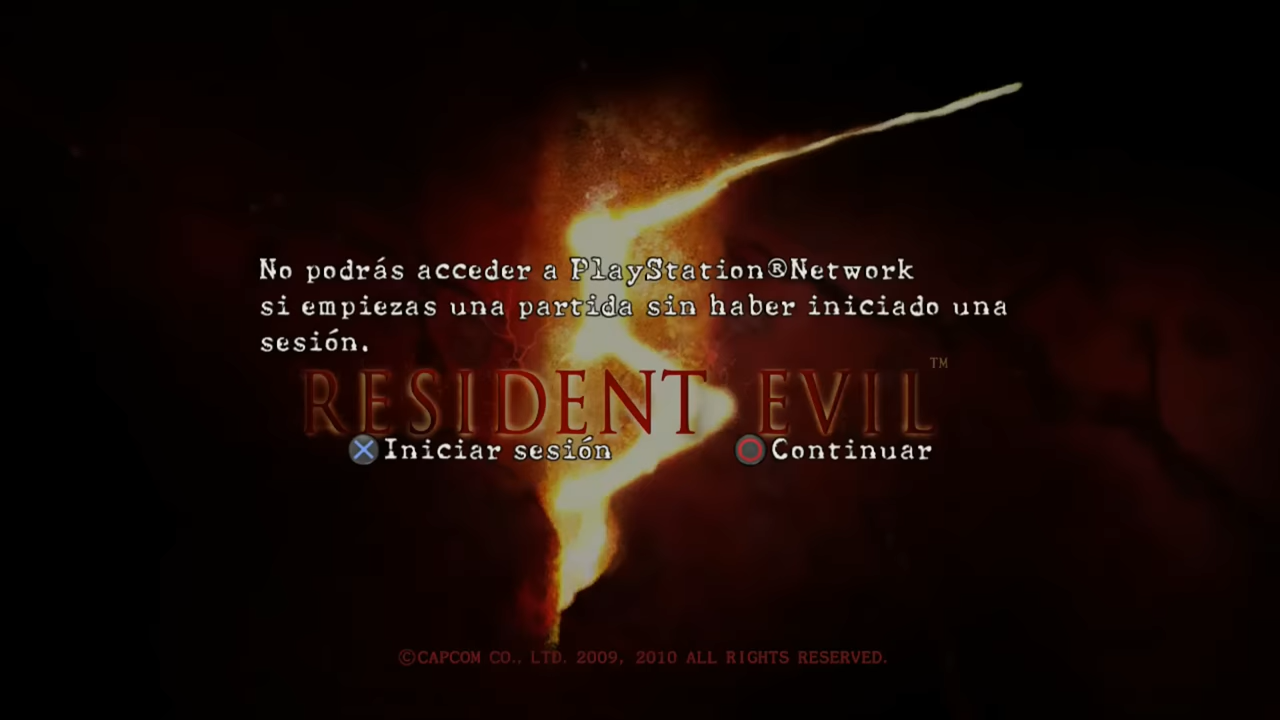 No podrás acceder a PlayStation®Network
si empiezas una partida sin haber iniciado una
sesión.
RESIDENT EVIL™
Iniciar sesión Continuar
©CAPCOM CO., LTD. 2009, 2010 ALL RIGHTS RESERVED.